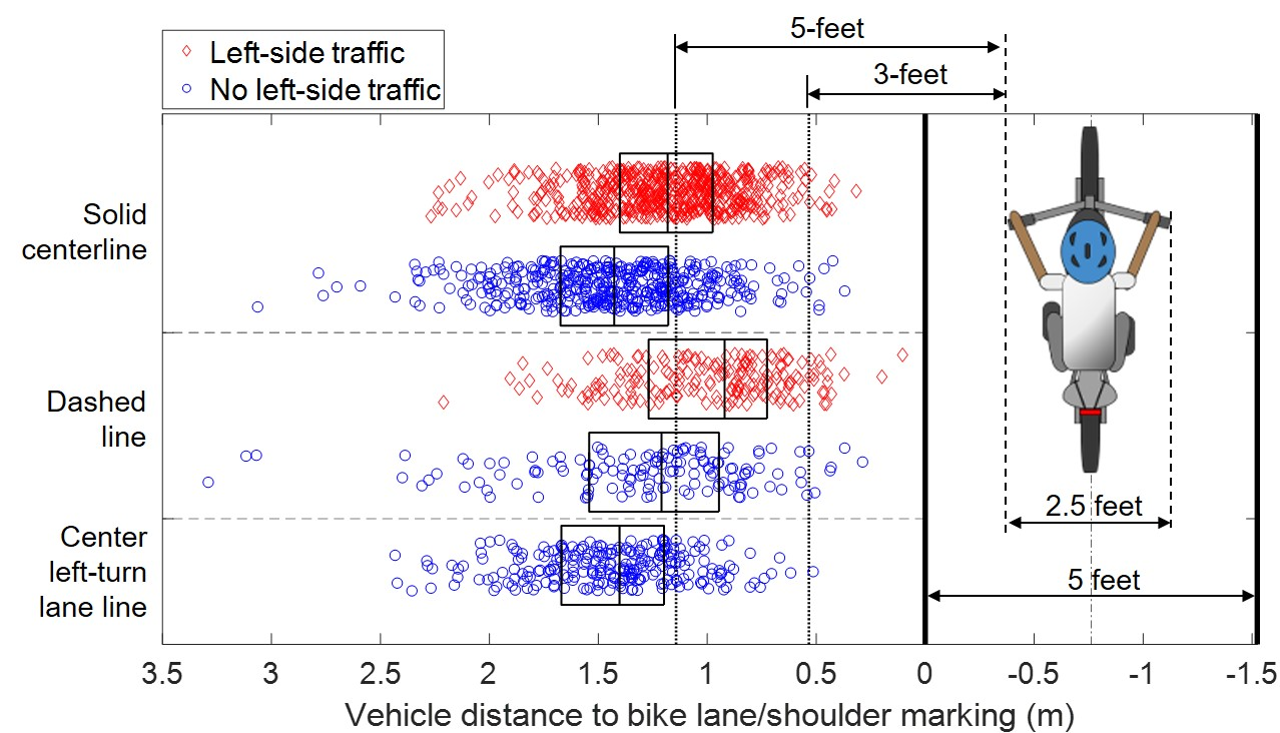 5-feet
3-feet
Left-side traffic
No left-side traffic
Solid
centerline
Dashed
line
Center
left-turn
lane line
2.5 feet
5 feet
3.5
3
2.5
2
1.5
1
0.5
0
-0.5
-1
-1.5
Vehicle distance to bike lane/shoulder marking (m)